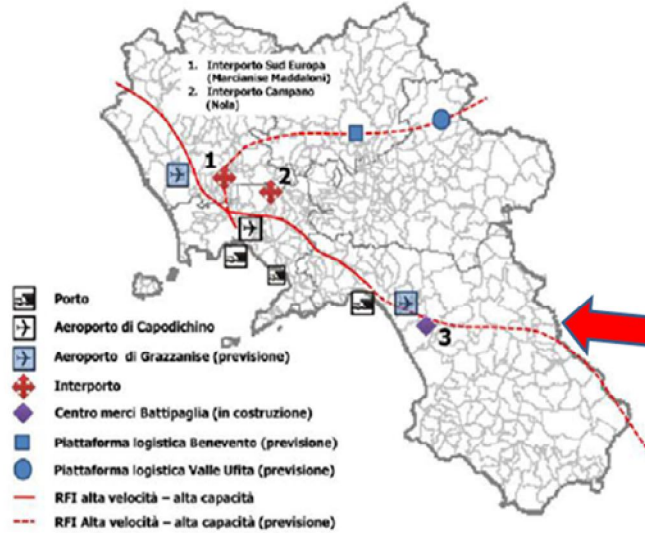 1. Interporto Sud Europa
(Marcianise Maddaloni)
2. Interporto Campano
(Nola)
1
2
3
Porto
Aeroporto di Capodichino
Aeroporto di Grazzanise (previsione)
Interporto
Centro merci Battipaglia (in costruzione)
Piattaforma logistica Benevento (previsione)
Piattaforma logistica Valle Ufita (previsione)
RFI alta velocità – alta capacità
RFI Alta velocità – alta capacità (previsione)